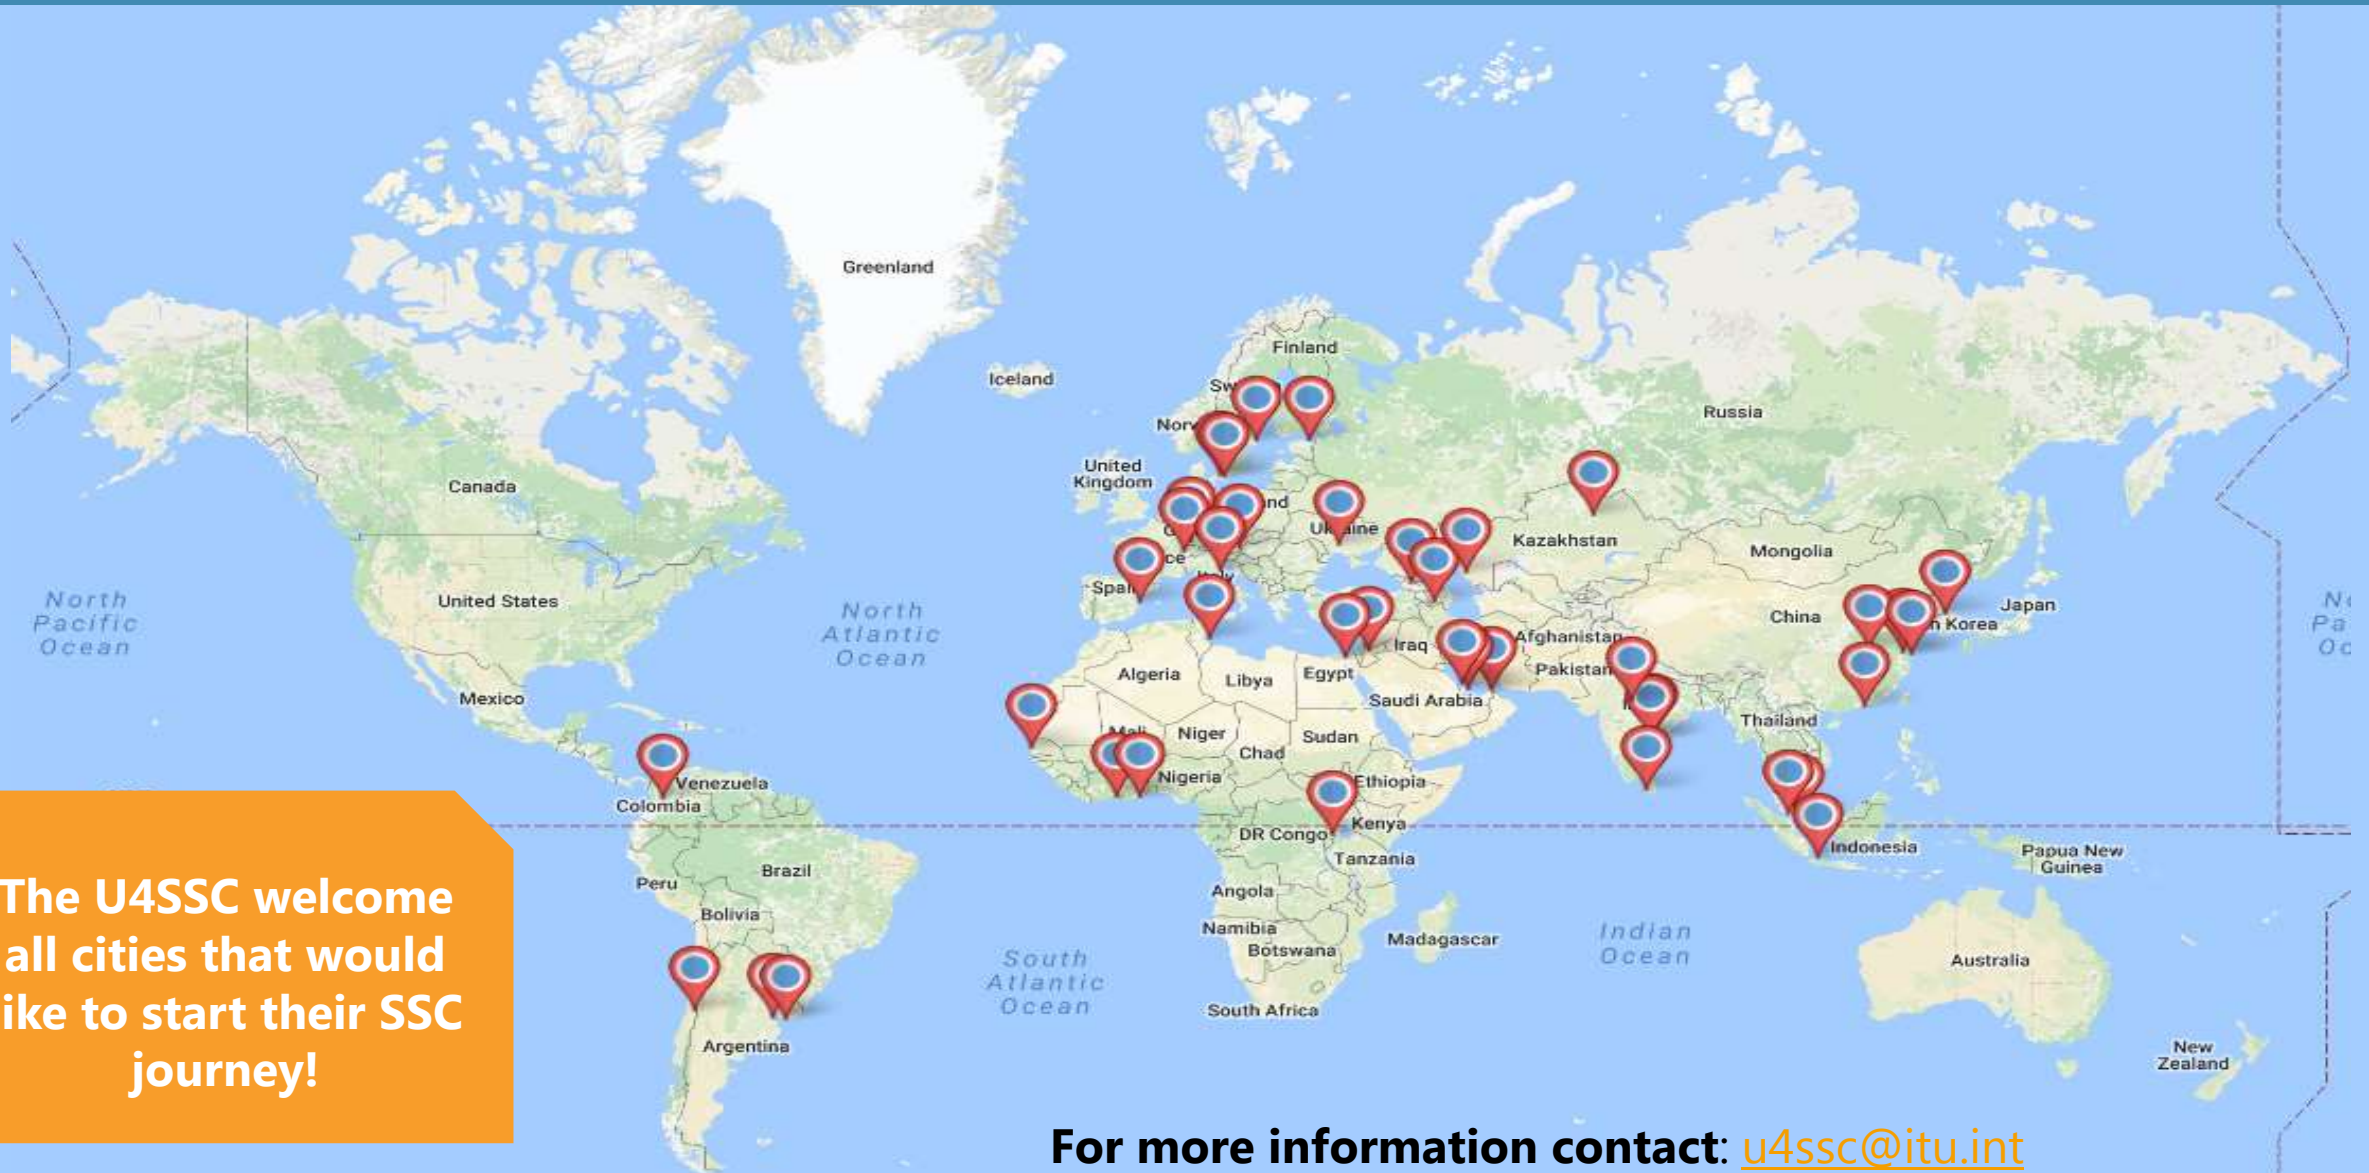 Greenland
Finland
Iceland
Russia
United
Kingdom
Canada
Kazakhstan
Mongolia
North
Pacific
Ocean
United States
North
Atlantic
Ocean
China
Japan
Korea
Afghanistan
Iraq
Pakistan
Algeria
Libya
Egypt
Saudi Arabia
Mexico
Mali
Niger
Chad
Sudan
Thailand
Venezuela
Colombia
Nigeria
Ethiopia
DR Congo
Kenya
Tanzania
Indonesia
Papua New
Guinea
Peru
Brazil
Angola
Bolivia
Namibia
Botswana
Madagascar
South
Atlantic
Ocean
Indian
Ocean
Australia
South Africa
Argentina
New
Zealand
The U4SSC welcome
all cities that would
ike to start their SSC
journey!
For more information contact: u4ssc@itu.int